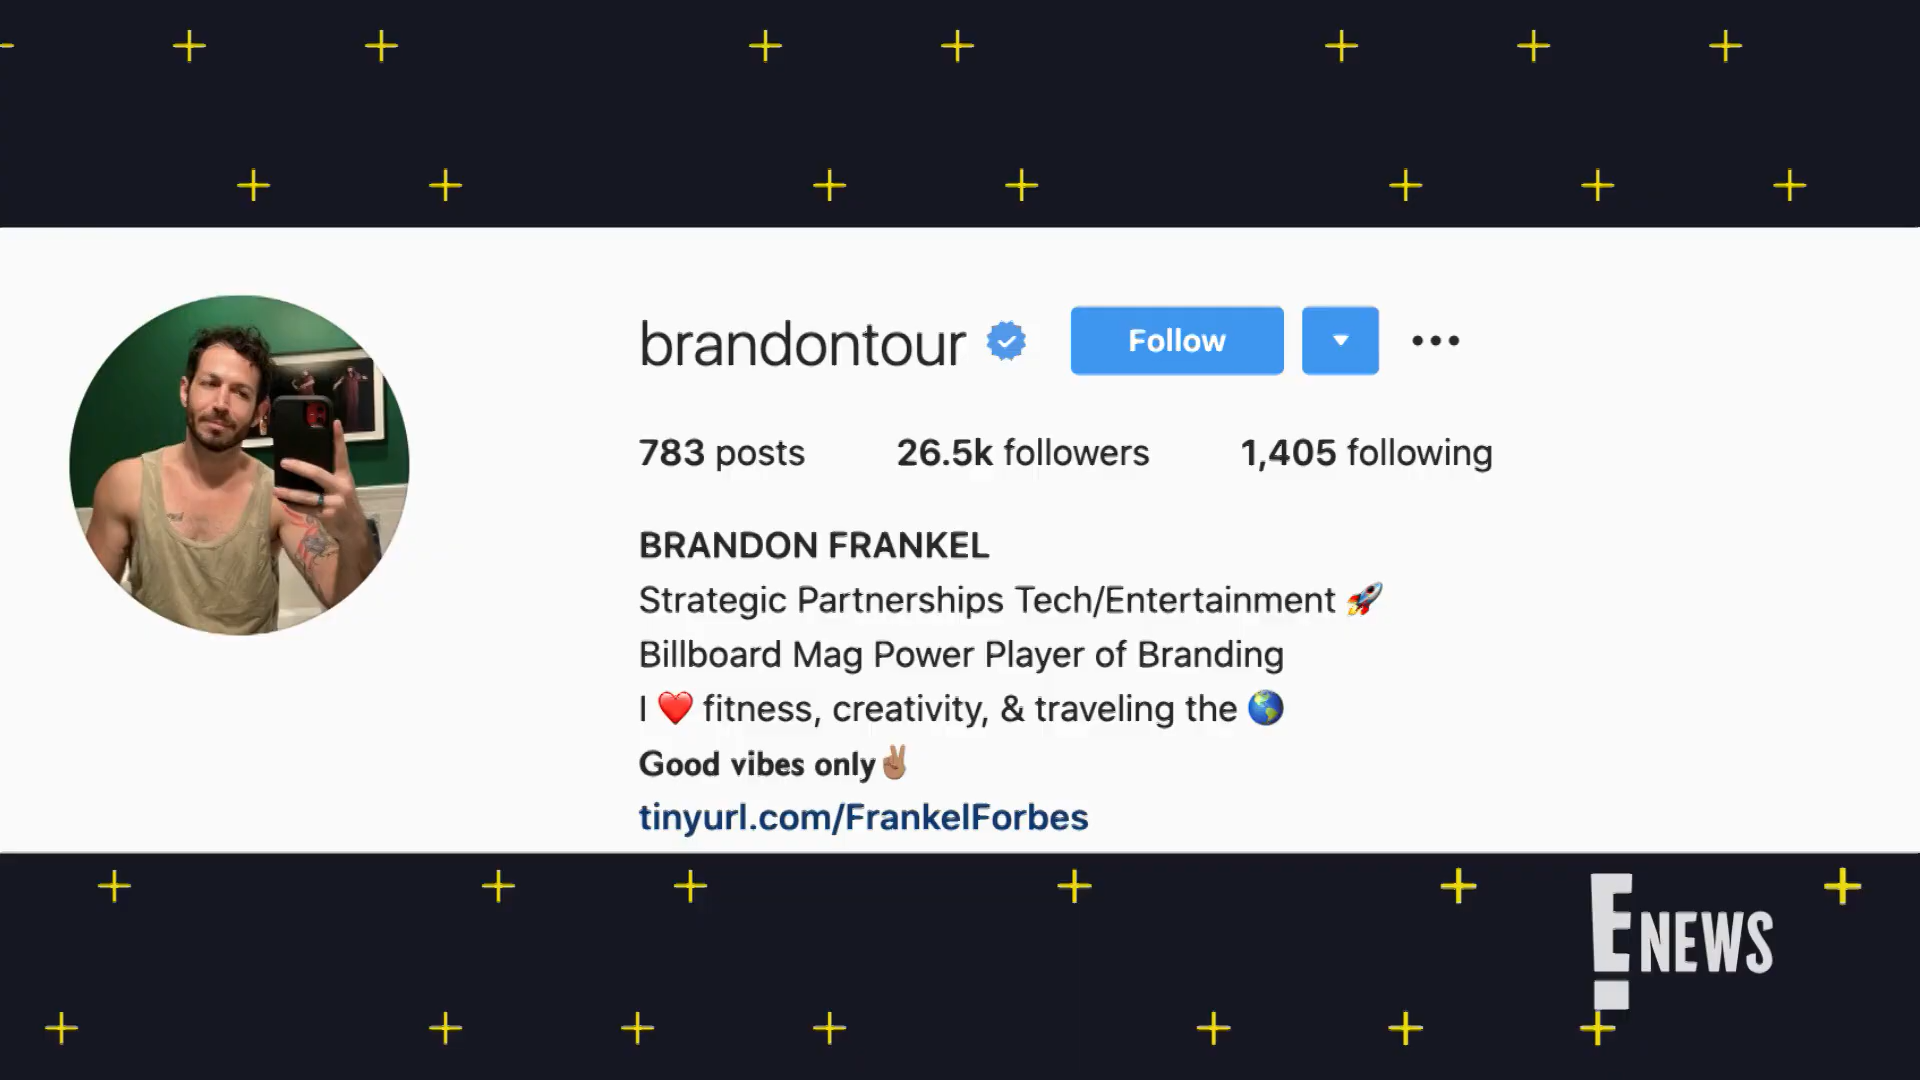 brandontour Follow
783 posts 26.5k followers 1,405 following
BRANDON FRANKEL
Strategic Partnerships Tech/Entertainment 🚀
Billboard Mag Power Player of Branding
I ❤️ fitness, creativity, & traveling the 🌎
Good vibes only✌🏽
tinyurl.com/FrankelForbes
E! NEWS